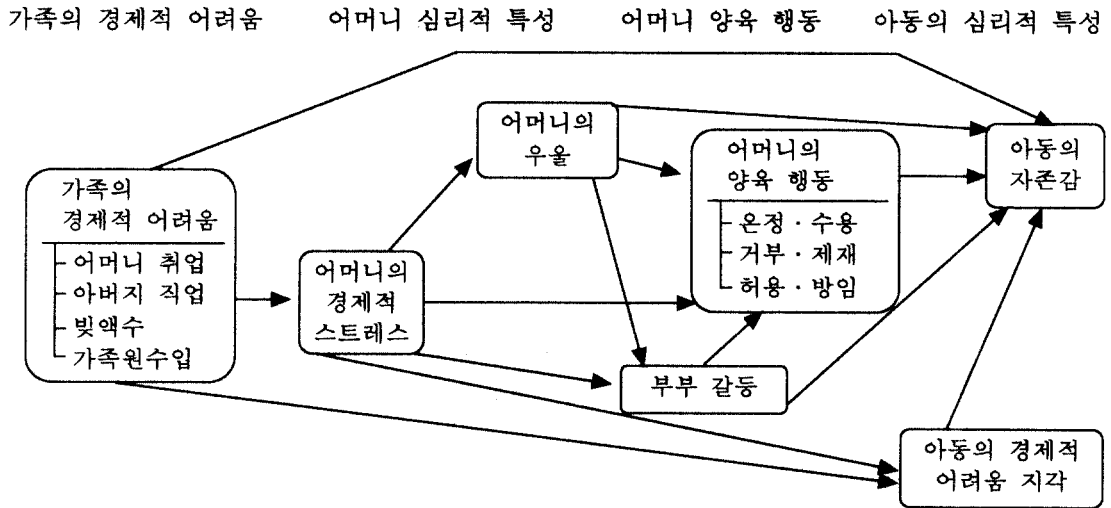 가족의 경제적 어려움 어머니 심리적 특성 어머니 양육 행동 아동의 심리적 특성
어머니의
우울
어머니의
양육 행동
온정·수용
거부·제재
허용·방임
아동의
자존감
가족의
경제적 어려움
어머니 취업
아버지 직업
빚액수
가족원수입
어머니의
경제적
스트레스
부부 갈등
아동의 경제적
어려움 지각